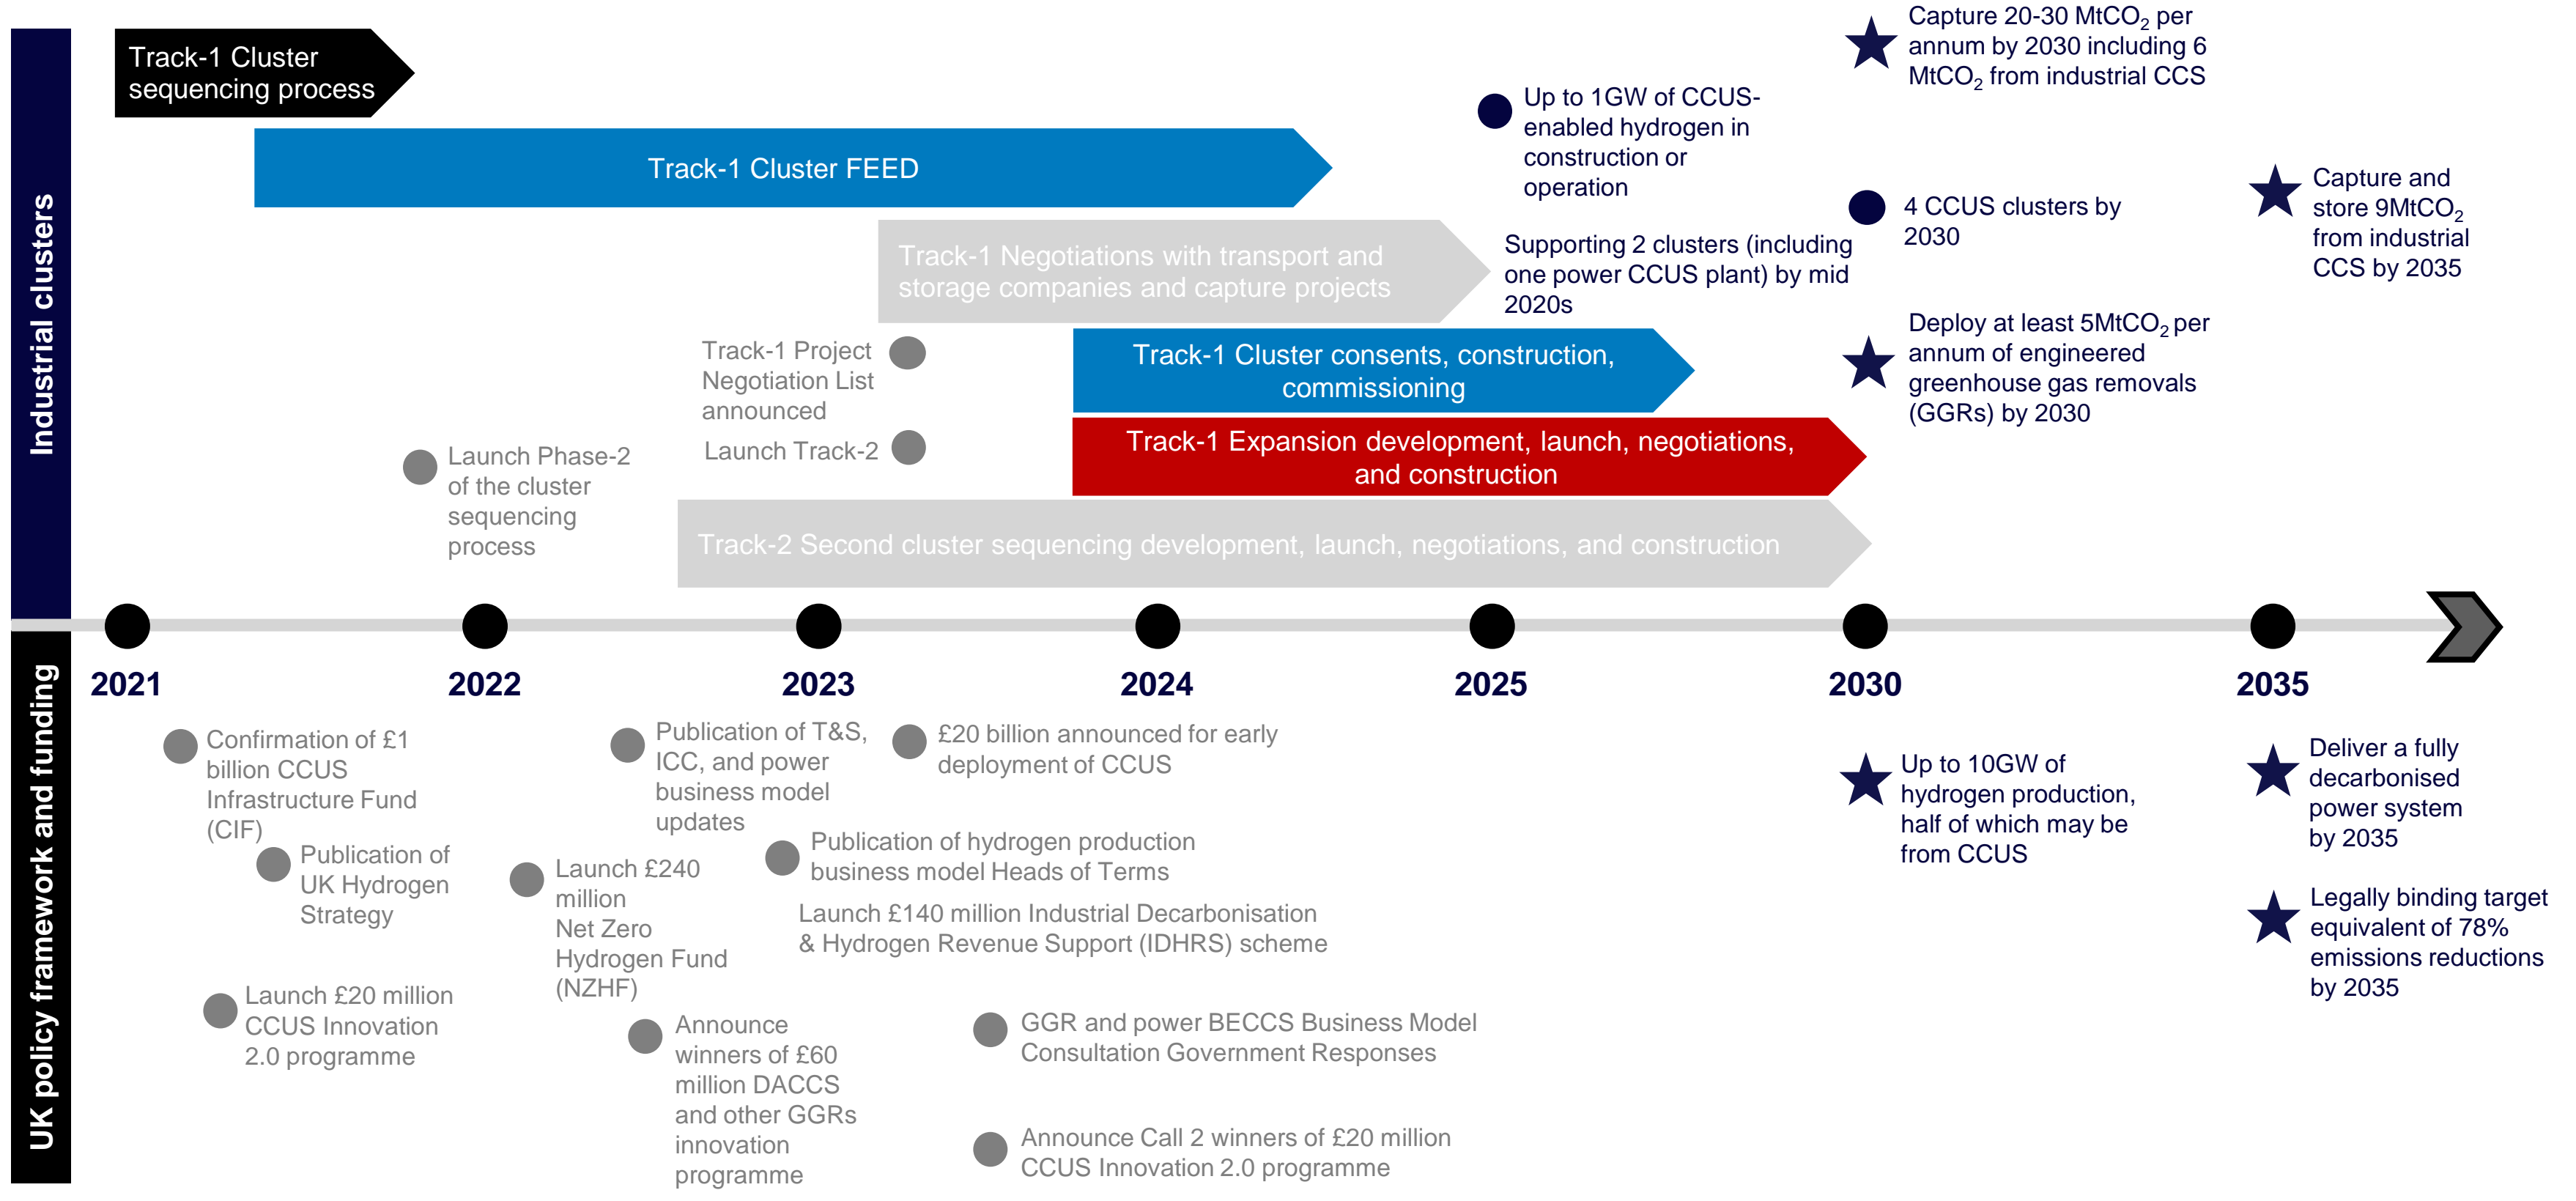 Industrial clusters
Track-1 Cluster
sequencing process
Track-1 Cluster FEED
Track-1 Negotiations with transport and
storage companies and capture projects
Track-1 Project
Negotiation List
announced
Launch Track-2
Launch Phase-2
of the cluster
sequencing
process
Track-1 Cluster consents, construction,
commissioning
Track-1 Expansion development, launch, negotiations,
and construction
Track-2 Second cluster sequencing development, launch, negotiations, and construction
Up to 1GW of CCUS-
enabled hydrogen in
construction or
operation
Supporting 2 clusters (including
one power CCUS plant) by mid
2020s
Capture 20-30 MtCO2 per
annum by 2030 including 6
MtCO2 from industrial CCS
4 CCUS clusters by
2030
Deploy at least 5MtCO2 per
annum of engineered
greenhouse gas removals
(GGRs) by 2030
Capture and
store 9MtCO2
from industrial
CCS by 2035
2021
2022
2023
2024
2025
2030
2035
UK policy framework and funding
Confirmation of £1
billion CCUS
Infrastructure Fund
(CIF)
Publication of
UK Hydrogen
Strategy
Launch £20 million
CCUS Innovation
2.0 programme
Launch £240
million
Net Zero
Hydrogen Fund
(NZHF)
Publication of T&S,
ICC, and power
business model
updates
Announce
winners of £60
million DACCS
and other GGRs
innovation
programme
£20 billion announced for early
deployment of CCUS
Publication of hydrogen production
business model Heads of Terms
Launch £140 million Industrial Decarbonisation
& Hydrogen Revenue Support (IDHRS) scheme
GGR and power BECCS Business Model
Consultation Government Responses
Announce Call 2 winners of £20 million
CCUS Innovation 2.0 programme
Up to 10GW of
hydrogen production,
half of which may be
from CCUS
Deliver a fully
decarbonised
power system
by 2035
Legally binding target
equivalent of 78%
emissions reductions
by 2035